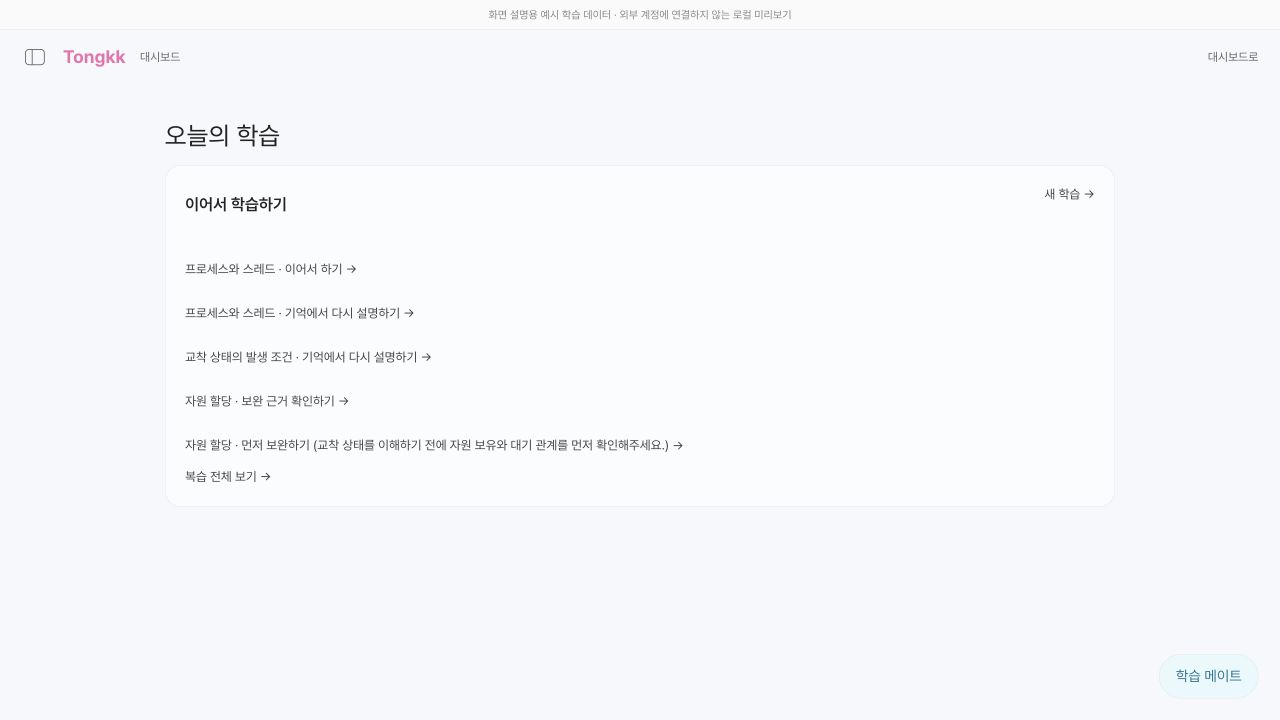 화면 설명용 예시 학습 데이터 · 외부 계정에 연결하지 않는 로컬 미리보기
Tongkk 대시보드 대시보드로
오늘의 학습
이어서 학습하기 새 학습 →
프로세스와 스레드 · 이어서 하기 →
프로세스와 스레드 · 기억에서 다시 설명하기 →
교착 상태의 발생 조건 · 기억에서 다시 설명하기 →
자원 할당 · 보완 근거 확인하기 →
자원 할당 · 먼저 보완하기 (교착 상태를 이해하기 전에 자원 보유와 대기 관계를 먼저 확인해주세요.) →
복습 전체 보기 →
학습 메이트